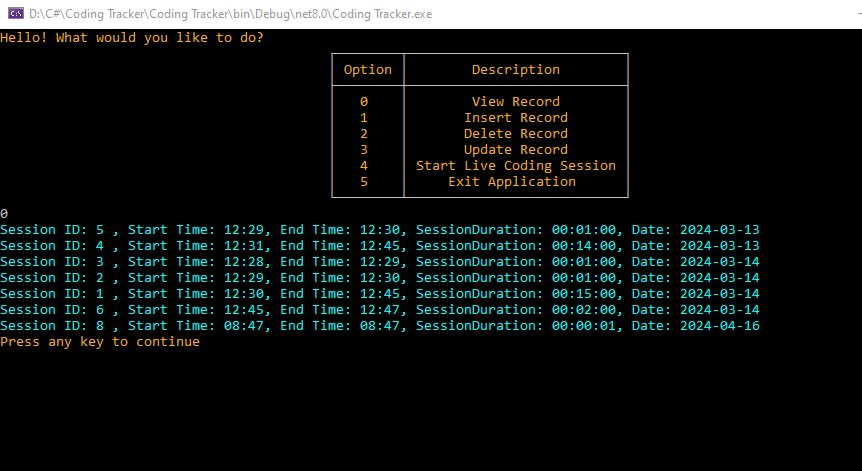 D:\C#\Coding Tracker\Coding Tracker\bin\Debug\net8.0\Coding Tracker.exe
Hello! What would you like to do?
Option Description
0 View Record
1 Insert Record
2 Delete Record
3 Update Record
4 Start Live Coding Session
5 Exit Application
0
Session ID: 5 , Start Time: 12:29, End Time: 12:30, SessionDuration: 00:01:00, Date: 2024-03-13
Session ID: 4 , Start Time: 12:31, End Time: 12:45, SessionDuration: 00:14:00, Date: 2024-03-13
Session ID: 3 , Start Time: 12:28, End Time: 12:29, SessionDuration: 00:01:00, Date: 2024-03-14
Session ID: 2 , Start Time: 12:29, End Time: 12:30, SessionDuration: 00:01:00, Date: 2024-03-14
Session ID: 1 , Start Time: 12:30, End Time: 12:45, SessionDuration: 00:15:00, Date: 2024-03-14
Session ID: 6 , Start Time: 12:45, End Time: 12:47, SessionDuration: 00:02:00, Date: 2024-03-14
Session ID: 8 , Start Time: 08:47, End Time: 08:47, SessionDuration: 00:00:01, Date: 2024-04-16
Press any key to continue